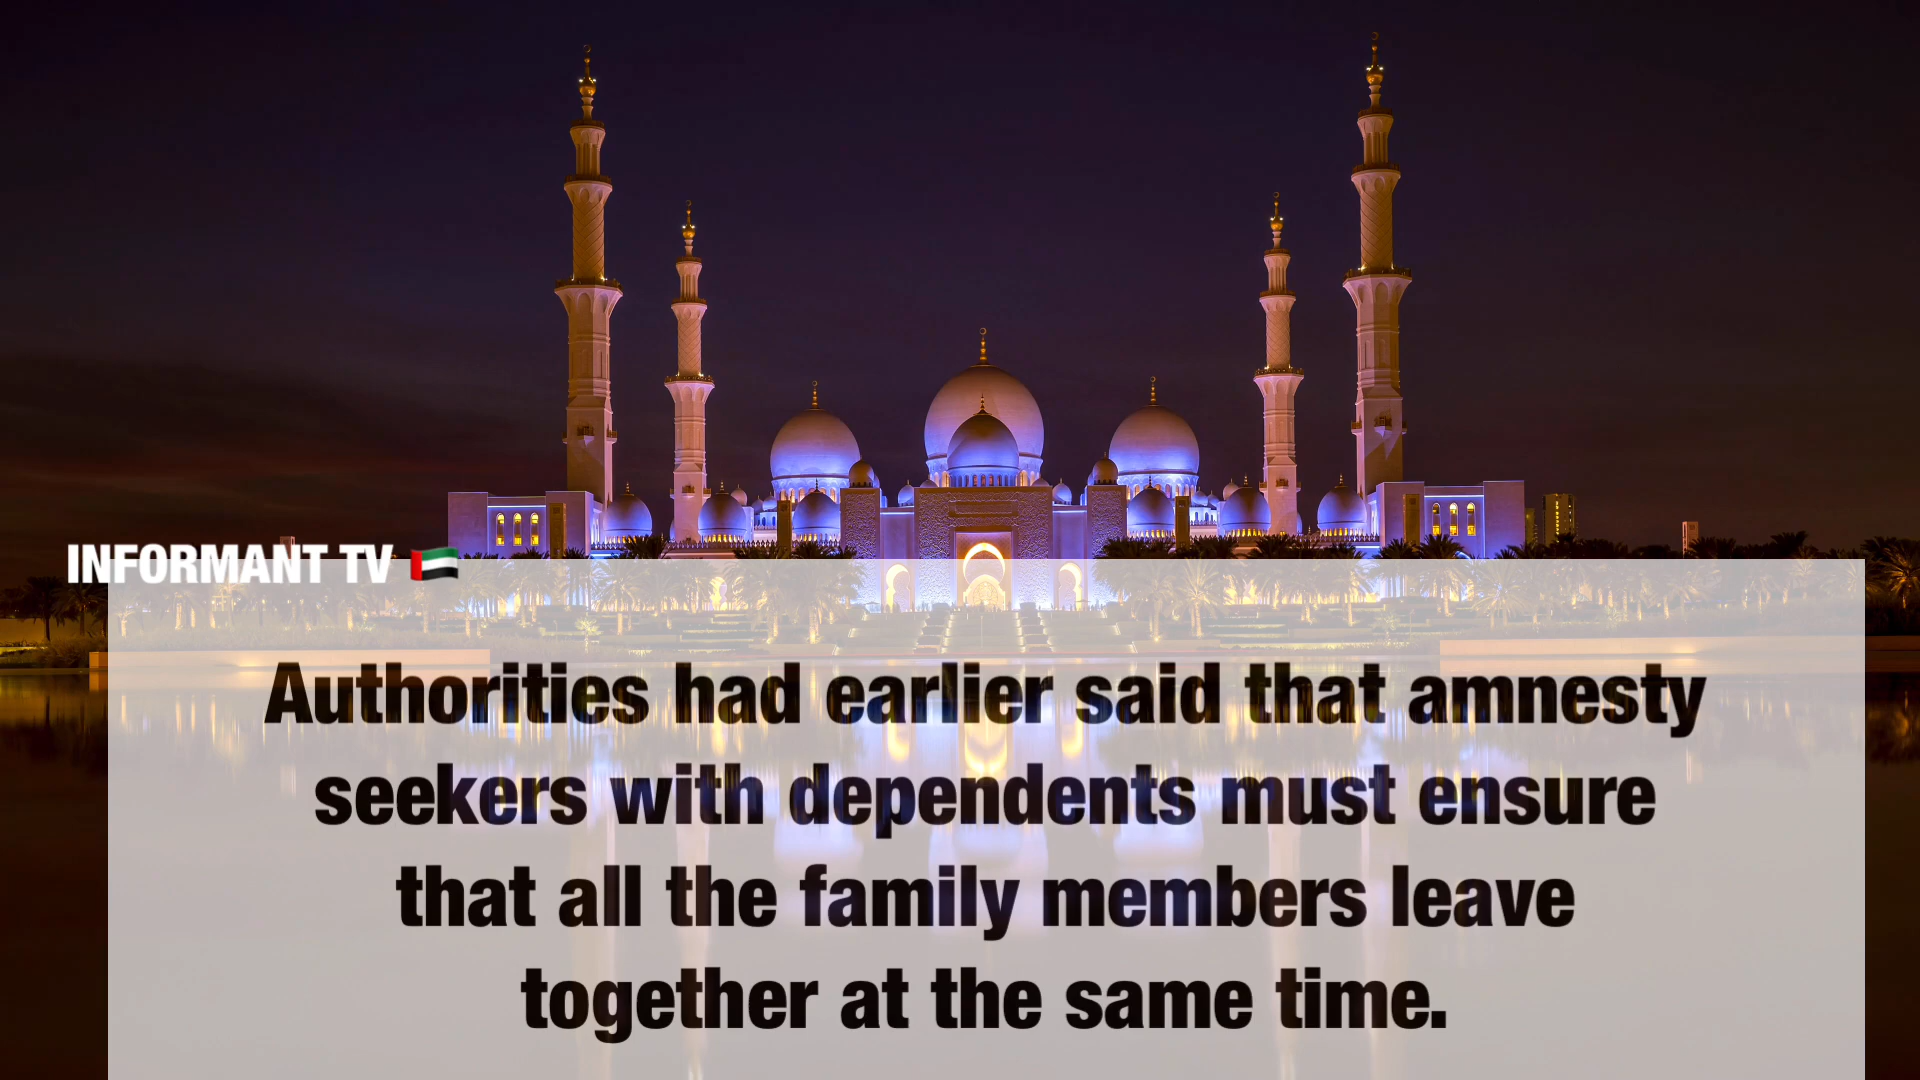 INFORMANT TV 🇦🇪
Authorities had earlier said that amnesty
seekers with dependents must ensure
that all the family members leave
together at the same time.